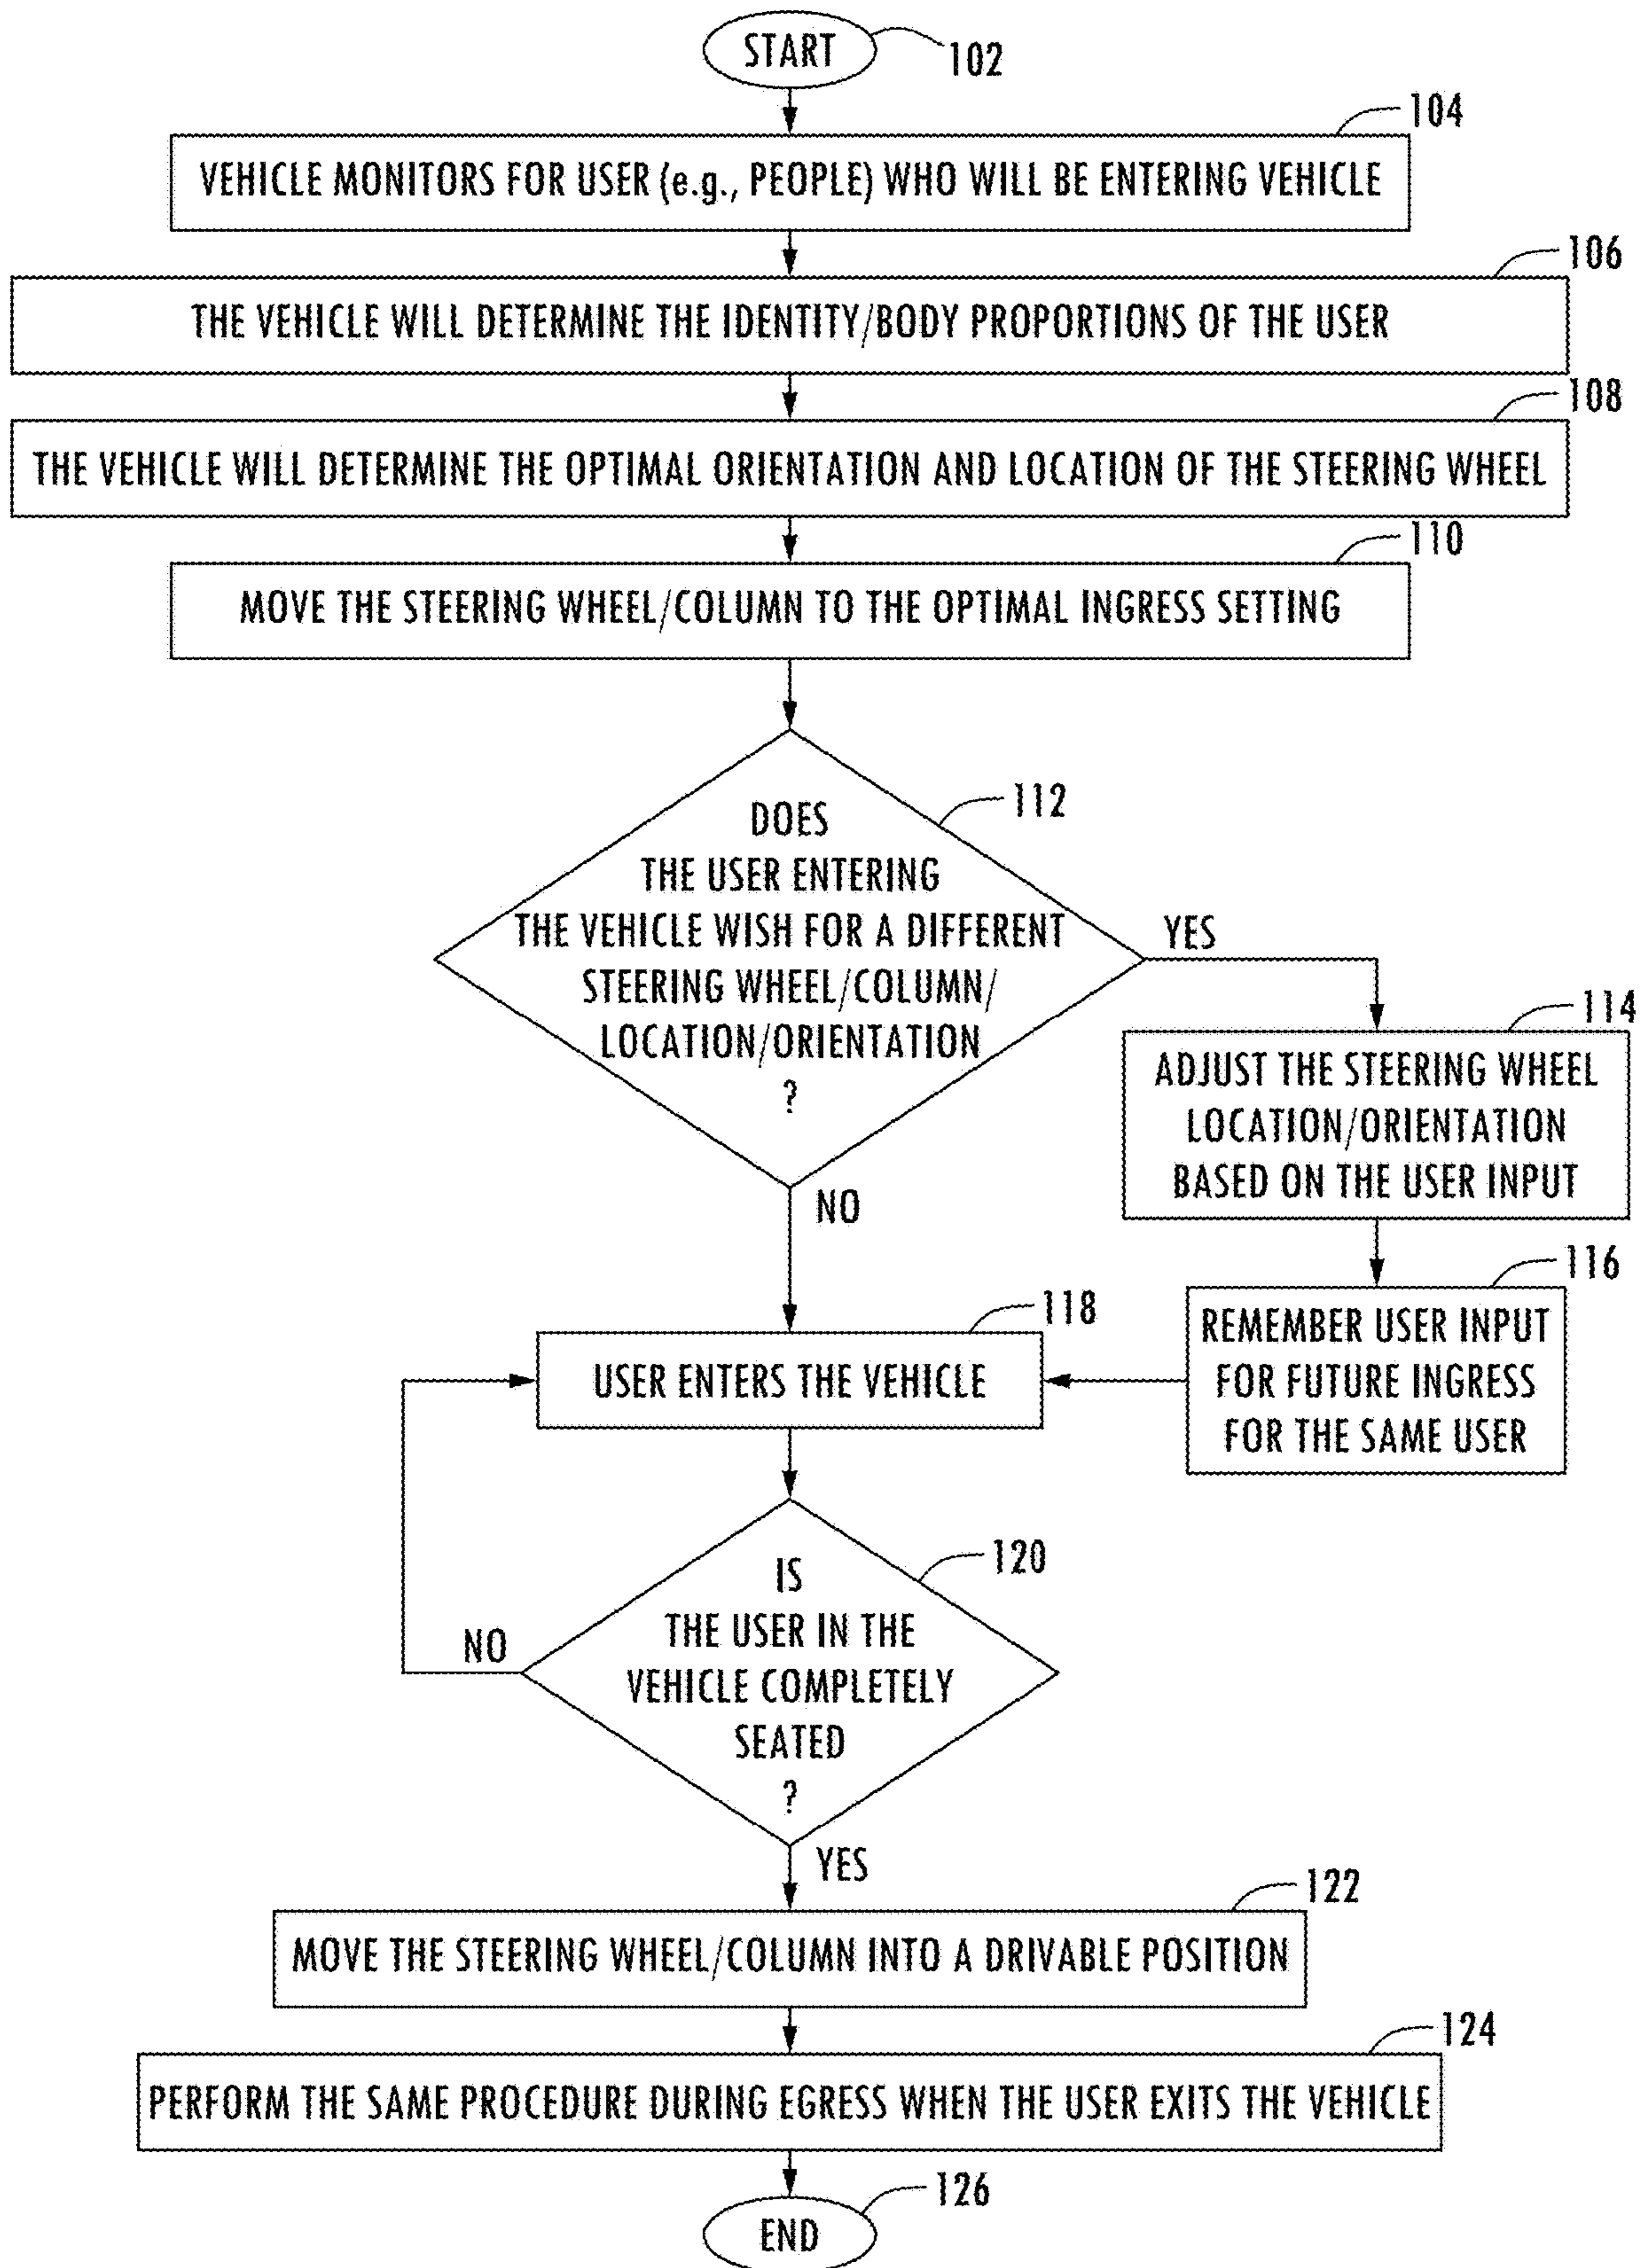 START
102
104
VEHICLE MONITORS FOR USER (e.g., PEOPLE) WHO WILL BE ENTERING VEHICLE
106
THE VEHICLE WILL DETERMINE THE IDENTITY/BODY PROPORTIONS OF THE USER
108
THE VEHICLE WILL DETERMINE THE OPTIMAL ORIENTATION AND LOCATION OF THE STEERING WHEEL
110
MOVE THE STEERING WHEEL/COLUMN TO THE OPTIMAL INGRESS SETTING
112
DOES
THE USER ENTERING
THE VEHICLE WISH FOR A DIFFERENT
STEERING WHEEL/COLUMN/
LOCATION/ORIENTATION
?
YES
NO
114
ADJUST THE STEERING WHEEL
LOCATION/ORIENTATION
BASED ON THE USER INPUT
116
REMEMBER USER INPUT
FOR FUTURE INGRESS
FOR THE SAME USER
118
USER ENTERS THE VEHICLE
120
IS
THE USER IN THE
VEHICLE COMPLETELY
SEATED
?
NO
YES
122
MOVE THE STEERING WHEEL/COLUMN INTO A DRIVABLE POSITION
124
PERFORM THE SAME PROCEDURE DURING EGRESS WHEN THE USER EXITS THE VEHICLE
126
END